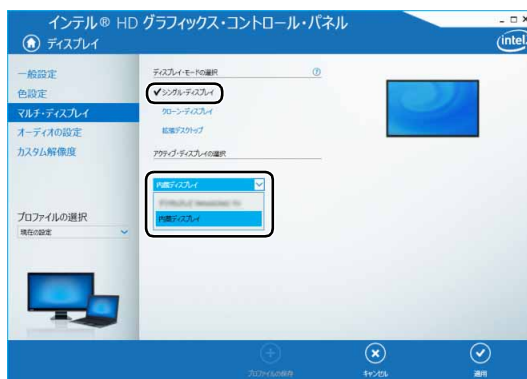 インテル® HD グラフィックス・コントロール・パネル
ディスプレイ
intel
一般設定
色設定
マルチ・ディスプレイ
オーディオの設定
カスタム解像度
プロファイルの選択
現在の設定
ディスプレイ・モードの選択
?
✓シングル・ディスプレイ
クローン・ディスプレイ
拡張デスクトップ
アクティブ・ディスプレイの選択
内蔵ディスプレイ
内蔵ディスプレイ
プロファイルの保存
キャンセル
適用